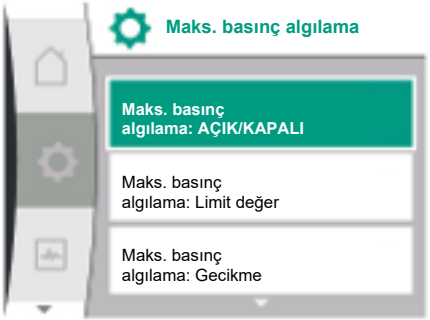 Maks. basınç algılama
Maks. basınç
algılama: AÇIK/KAPALI
Maks. basınç
algılama: Limit değer
Maks. basınç
algılama: Gecikme